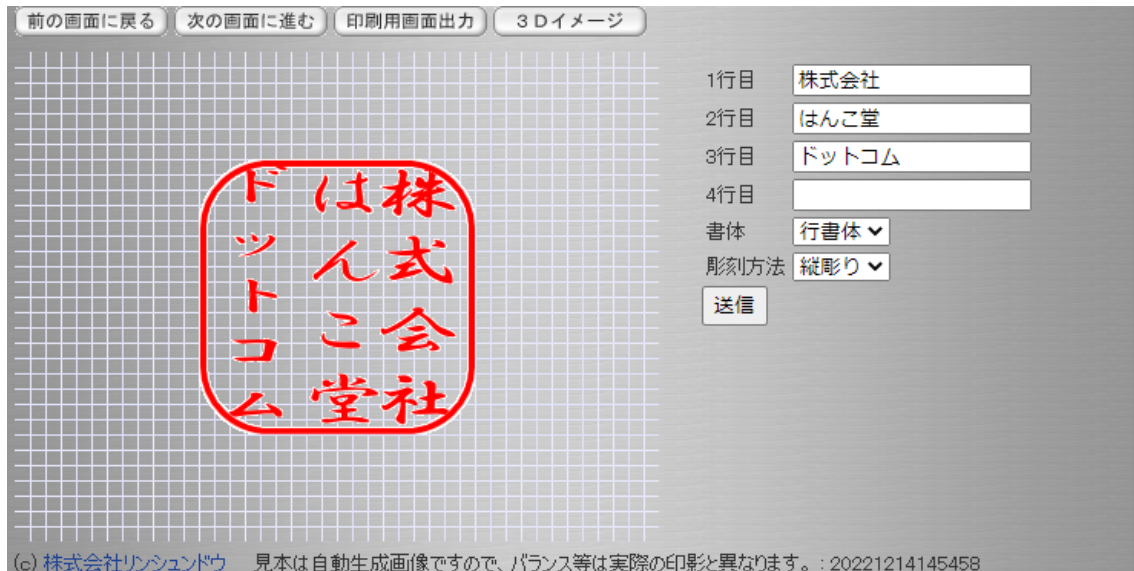 前の画面に戻る 次の画面に進む 印刷用画面出力 3Dイメージ
1行目 株式会社
2行目 はんこ堂
3行目 ドットコム
4行目
書体 行書体
彫刻方法 縦彫り
送信
株式会社
はんこ堂
ドットコム
(c) 株式会社リンシュンドウ 見本は自動生成画像ですので、バランス等は実際の印影と異なります。:20221214145458